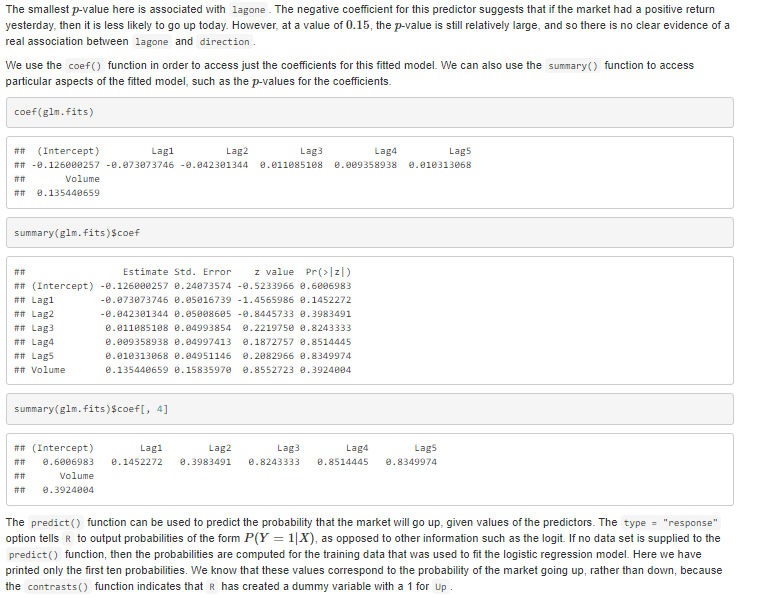 The smallest p-value here is associated with lagone . The negative coefficient for this predictor suggests that if the market had a positive return
yesterday, then it is less likely to go up today. However, at a value of 0.15, the p-value is still relatively large, and so there is no clear evidence of a
real association between lagone and direction .
We use the coef() function in order to access just the coefficients for this fitted model. We can also use the summary() function to access
particular aspects of the fitted model, such as the p-values for the coefficients.
coef(glm.fits)
## (Intercept) Lag1 Lag2 Lag3 Lag4 Lag5
## -0.126000257 -0.073073746 -0.042301344 0.011085108 0.009358938 0.010313068
## Volume
## 0.135440659
summary(glm.fits)$coef
## Estimate Std. Error z value Pr(>|z|)
## (Intercept) -0.126000257 0.24073574 -0.5233966 0.6006983
## Lag1 -0.073073746 0.05016739 -1.4565986 0.1452272
## Lag2 -0.042301344 0.05008605 -0.8445733 0.3983491
## Lag3 0.011085108 0.04993854 0.2219750 0.8243333
## Lag4 0.009358938 0.04997413 0.1872757 0.8514445
## Lag5 0.010313068 0.04951146 0.2082966 0.8349974
## Volume 0.135440659 0.15835970 0.8552723 0.3924004
summary(glm.fits)$coef[, 4]
## (Intercept) Lag1 Lag2 Lag3 Lag4 Lag5
## 0.6006983 0.1452272 0.3983491 0.8243333 0.8514445 0.8349974
## Volume
## 0.3924004
The predict() function can be used to predict the probability that the market will go up, given values of the predictors. The type = "response"
option tells R to output probabilities of the form P(Y = 1|X), as opposed to other information such as the logit. If no data set is supplied to the
predict() function, then the probabilities are computed for the training data that was used to fit the logistic regression model. Here we have
printed only the first ten probabilities. We know that these values correspond to the probability of the market going up, rather than down, because
the contrasts() function indicates that R has created a dummy variable with a 1 for Up .